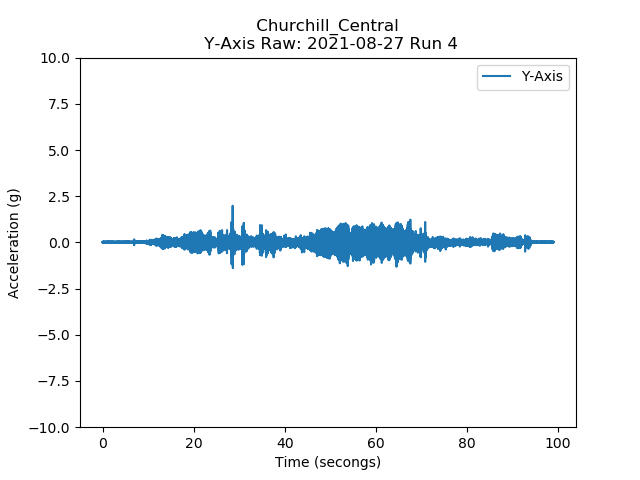 Churchill_Central
Y-Axis Raw: 2021-08-27 Run 4
Y-Axis
10.0
7.5
5.0
2.5
0.0
−2.5
−5.0
−7.5
−10.0
Acceleration (g)
0 20 40 60 80 100
Time (secongs)